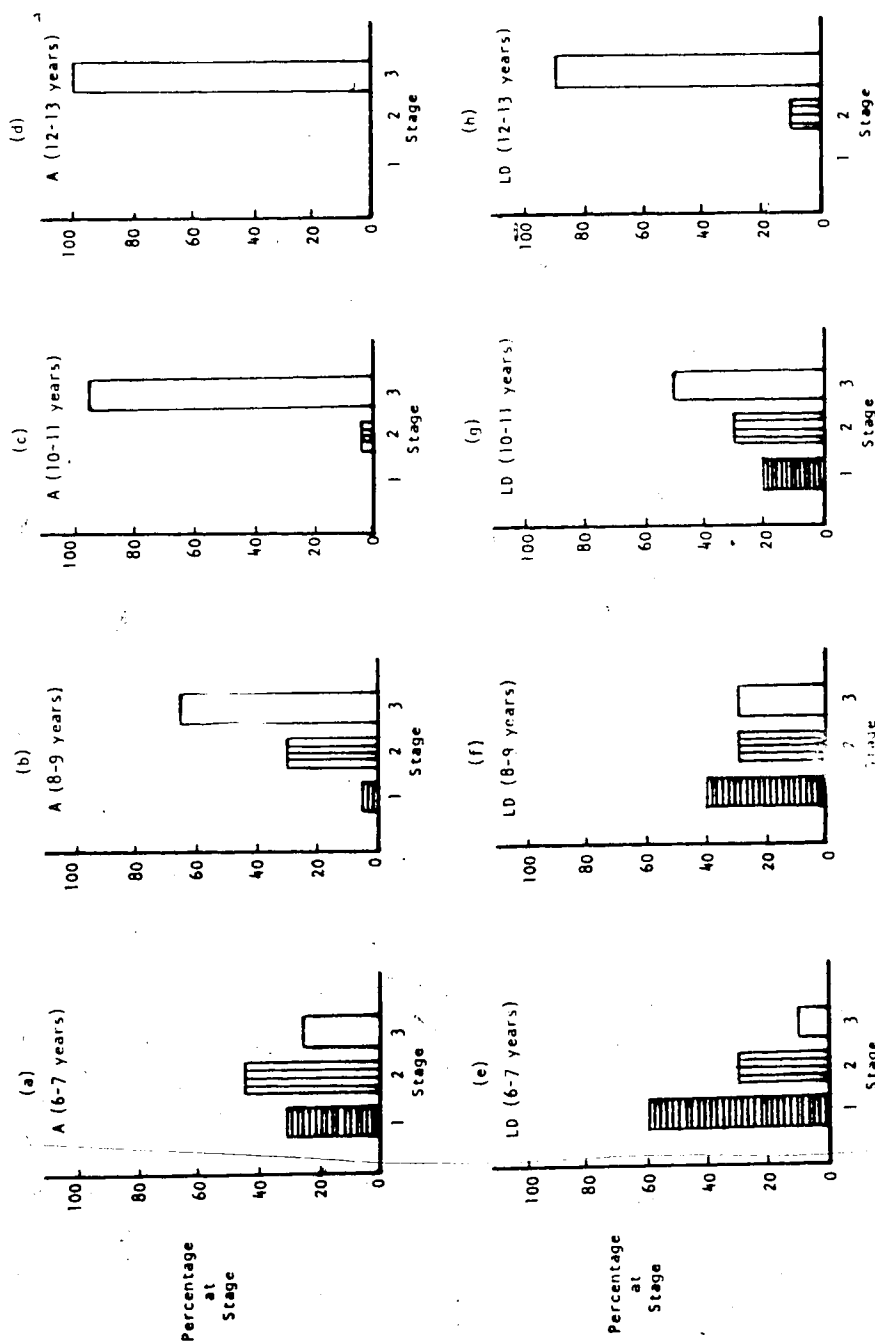 (a)
A (6-7 years)
Percentage
at
Stage
100
80
60
40
20
0
1 2 3
Stage
(b)
A (8-9 years)
100
80
60
40
20
0
1 2 3
Stage
(c)
A (10-11 years)
100
80
60
40
20
0
1 2 3
Stage
(d)
A (12-13 years)
100
80
60
40
20
0
1 2 3
Stage
(e)
LD (6-7 years)
Percentage
at
Stage
100
80
60
40
20
0
1 2 3
Stage
(f)
LD (8-9 years)
100
80
60
40
20
0
1 2 3
Stage
(g)
LD (10-11 years)
100
80
60
40
20
0
1 2 3
Stage
(h)
LD (12-13 years)
100
80
60
40
20
0
1 2 3
Stage